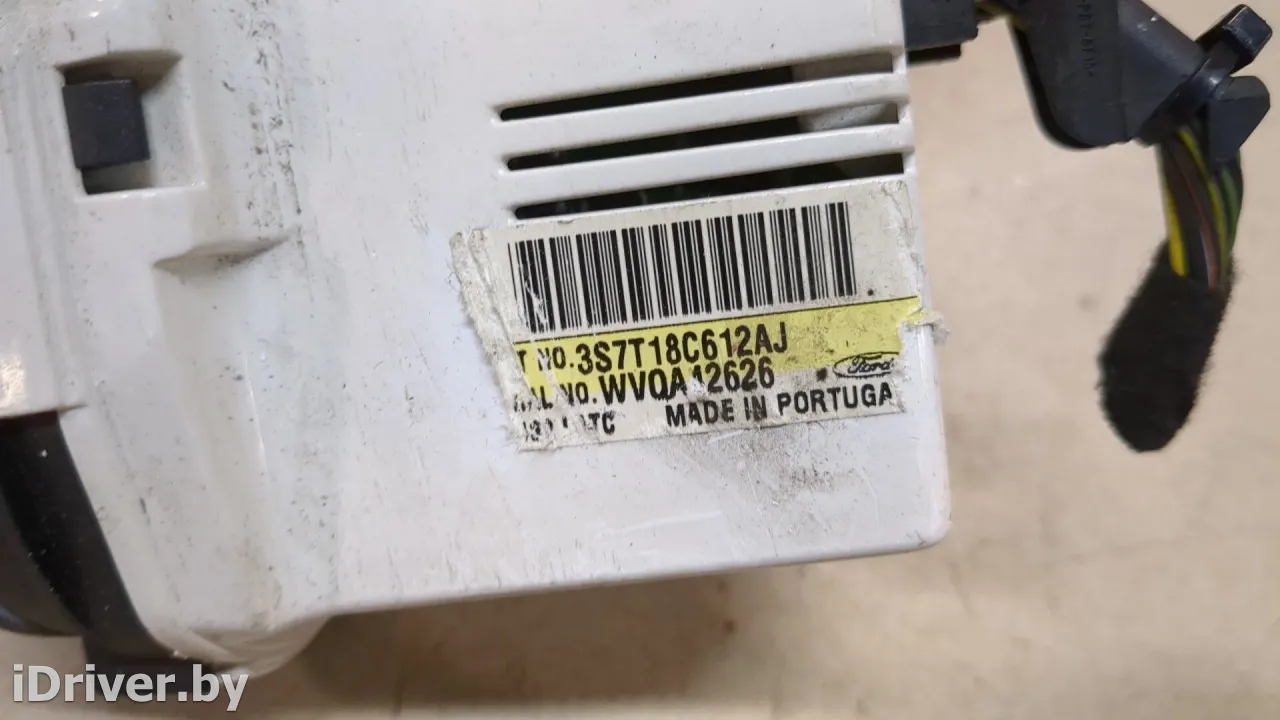 T NO. 3S7T18C612AJ
NO. WVQA12626
Ford
MADE IN PORTUGA
iDriver.by